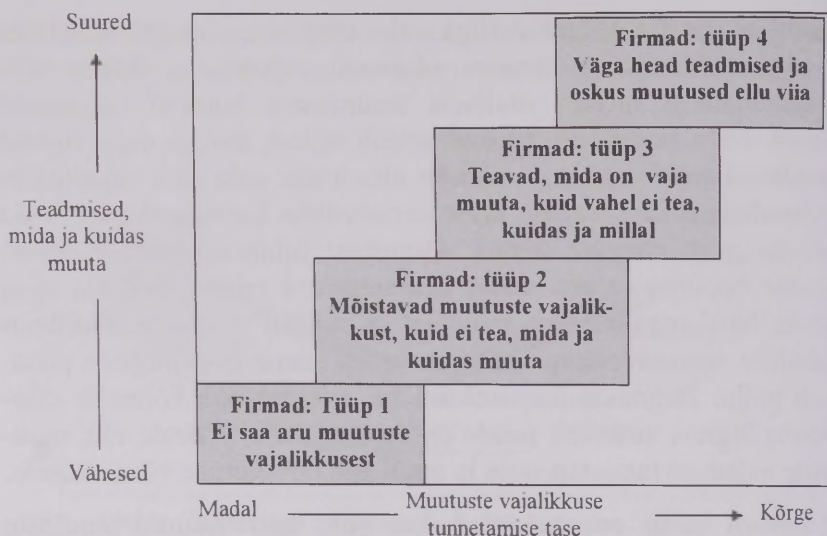 Suured
Teadmised,
mida ja kuidas
muuta
Vähesed
Firmad: tüüp 4
Väga head teadmised ja
oskus muutused ellu viia
Firmad: tüüp 3
Teavad, mida on vaja
muuta, kuid vahel ei tea,
kuidas ja millal
Firmad: tüüp 2
Mõistavad muutuste vajalik-
kust, kuid ei tea, mida ja
kuidas muuta
Firmad: Tüüp 1
Ei saa aru muutuste
vajalikkusest
Madal
Muutuste vajalikkuse
tunnetamise tase
Kõrge